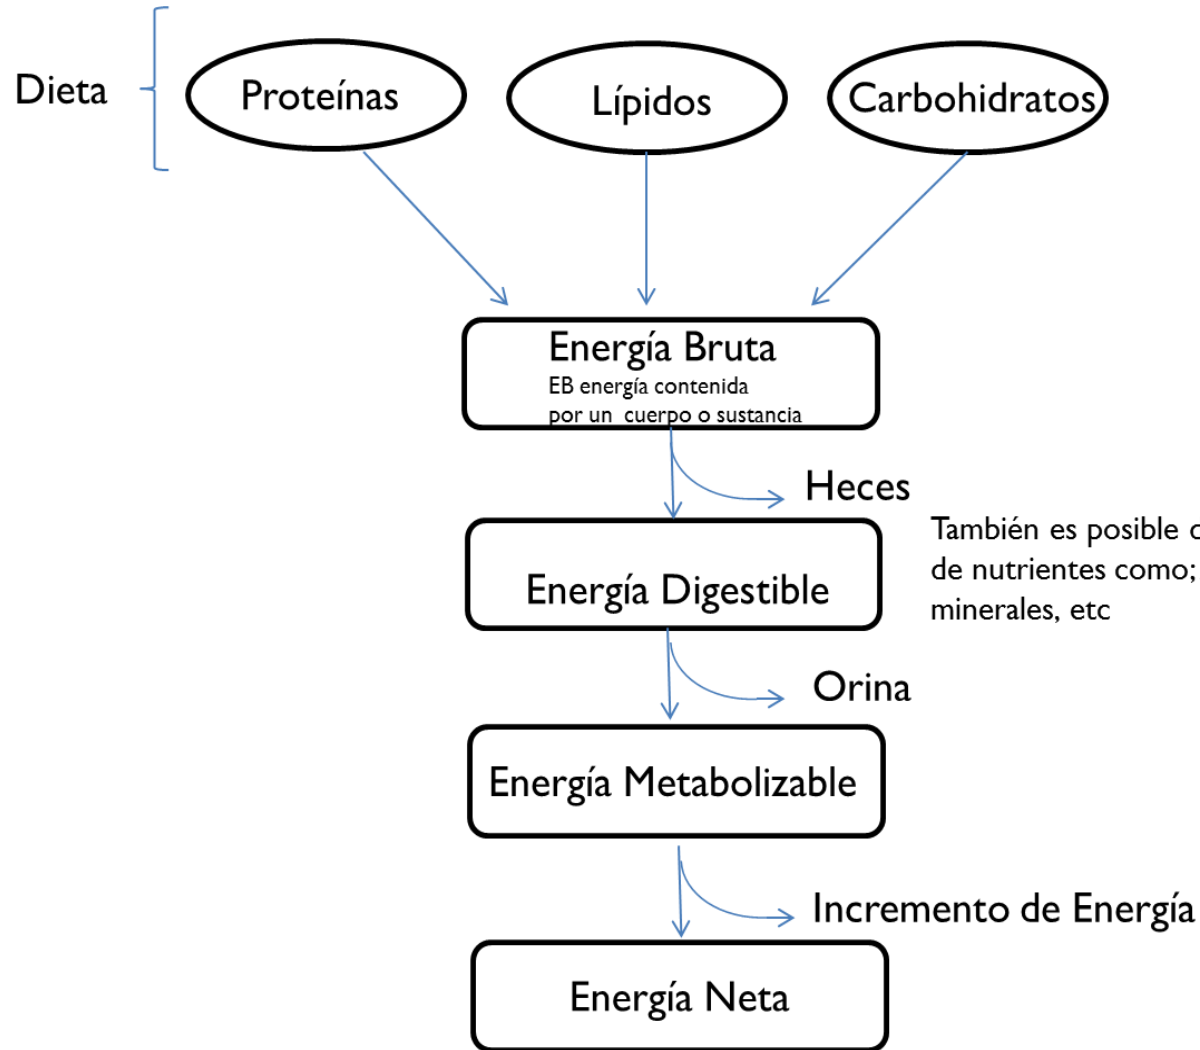 Dieta
Proteínas
Lípidos
Carbohidratos
Energía Bruta
EB energía contenida
por un cuerpo o sustancia
Heces
También es posible
de nutrientes como;
minerales, etc
Energía Digestible
Orina
Energía Metabolizable
Incremento de Energía
Energía Neta